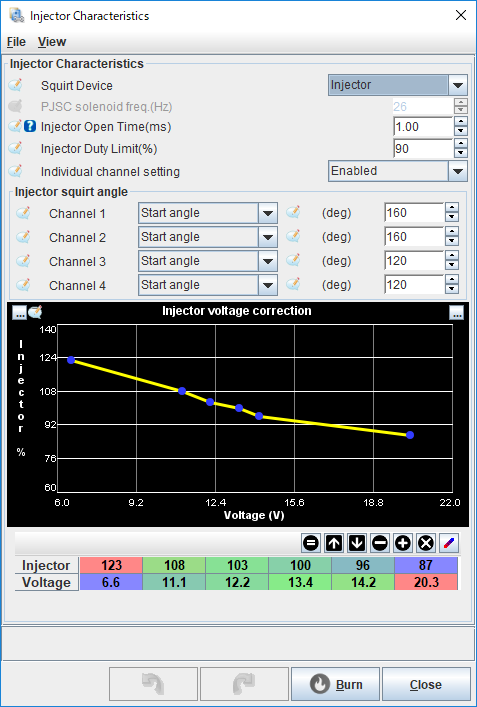 Injector Characteristics
File View
Injector Characteristics
Squirt Device Injector
PJSC solenoid freq.(Hz) 26
? Injector Open Time(ms) 1.00
Injector Duty Limit(%) 90
Individual channel setting Enabled
Injector squirt angle
Channel 1 Start angle (deg) 160
Channel 2 Start angle (deg) 160
Channel 3 Start angle (deg) 120
Channel 4 Start angle (deg) 120
... Injector voltage correction ...
Injector %
140
124
108
92
76
60
6.0 9.2 12.4 15.6 18.8 22.0
Voltage (V)
Injector 123 108 103 100 96 87
Voltage 6.6 11.1 12.2 13.4 14.2 20.3
Burn Close